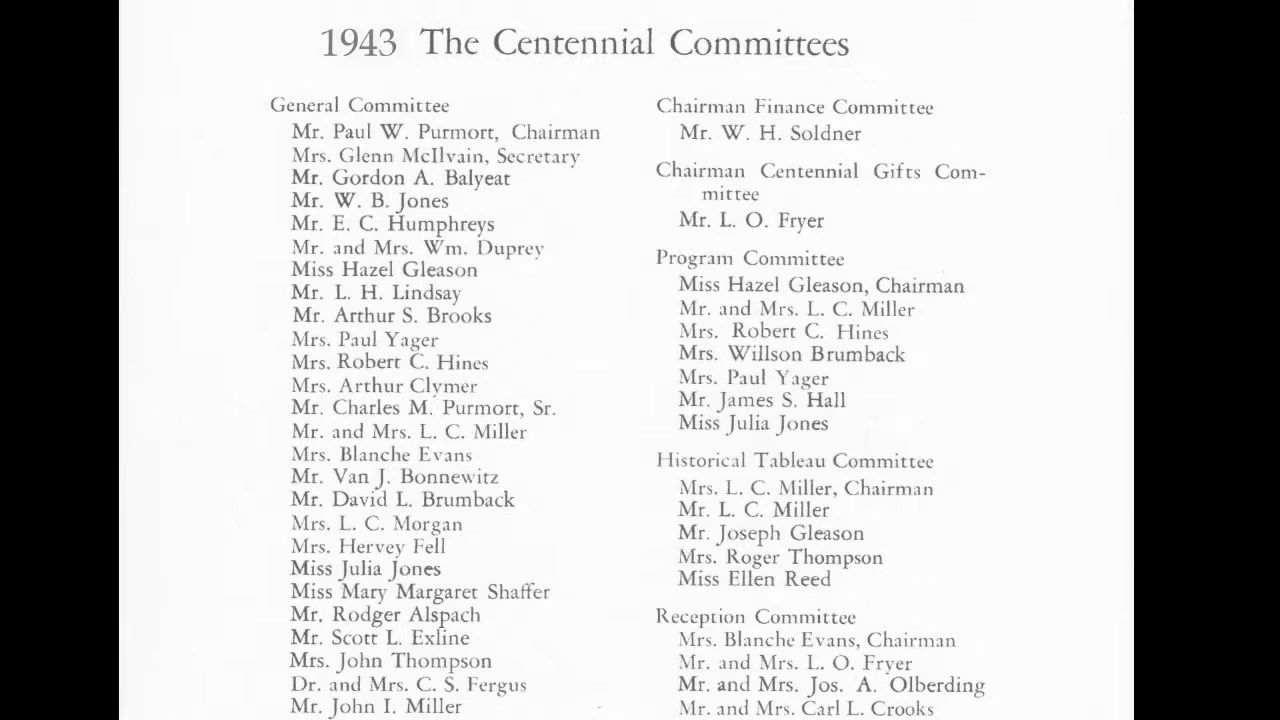 1943 The Centennial Committees
General Committee
Mr. Paul W. Purmort, Chairman
Mrs. Glenn McIlvain, Secretary
Mr. Gordon A. Balyeat
Mr. W. B. Jones
Mr. E. C. Humphreys
Mr. and Mrs. Wm. Duprey
Miss Hazel Gleason
Mr. L. H. Lindsay
Mr. Arthur S. Brooks
Mrs. Paul Yager
Mrs. Robert C. Hines
Mrs. Arthur Clymer
Mr. Charles M. Purmort, Sr.
Mr. and Mrs. L. C. Miller
Mrs. Blanche Evans
Mr. Van J. Bonnewitz
Mr. David L. Brumback
Mrs. L. C. Morgan
Mrs. Hervey Fell
Miss Julia Jones
Miss Mary Margaret Shaffer
Mr. Rodger Alspach
Mr. Scott L. Exline
Mrs. John Thompson
Dr. and Mrs. C. S. Fergus
Mr. John I. Miller
Chairman Finance Committee
Mr. W. H. Soldner
Chairman Centennial Gifts Com-
mittee
Mr. L. O. Fryer
Program Committee
Miss Hazel Gleason, Chairman
Mr. and Mrs. L. C. Miller
Mrs. Robert C. Hines
Mrs. Willson Brumback
Mrs. Paul Yager
Mr. James S. Hall
Miss Julia Jones
Historical Tableau Committee
Mrs. L. C. Miller, Chairman
Mr. L. C. Miller
Mr. Joseph Gleason
Mrs. Roger Thompson
Miss Ellen Reed
Reception Committee
Mrs. Blanche Evans, Chairman
Mr. and Mrs. L. O. Fryer
Mr. and Mrs. Jos. A. Olberding
Mr. and Mrs. Carl L. Crooks